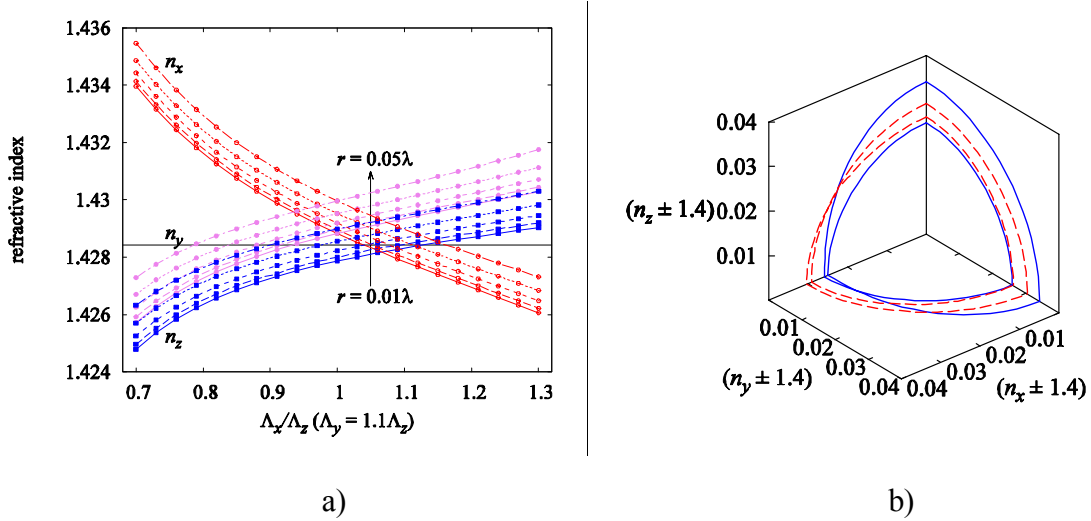 1.436
1.434
1.432
1.43
1.428
1.426
1.424
refractive index
n_x
n_y
n_z
r = 0.05λ
r = 0.01λ
0.7 0.8 0.9 1 1.1 1.2 1.3
Λ_x/Λ_z (Λ_y = 1.1Λ_z)
a)
0.04
0.03
(n_z ± 1.4) 0.02
0.01
0.01 0.01
0.02 0.02
0.03 0.03
0.04 0.04
(n_y ± 1.4) (n_x ± 1.4)
b)